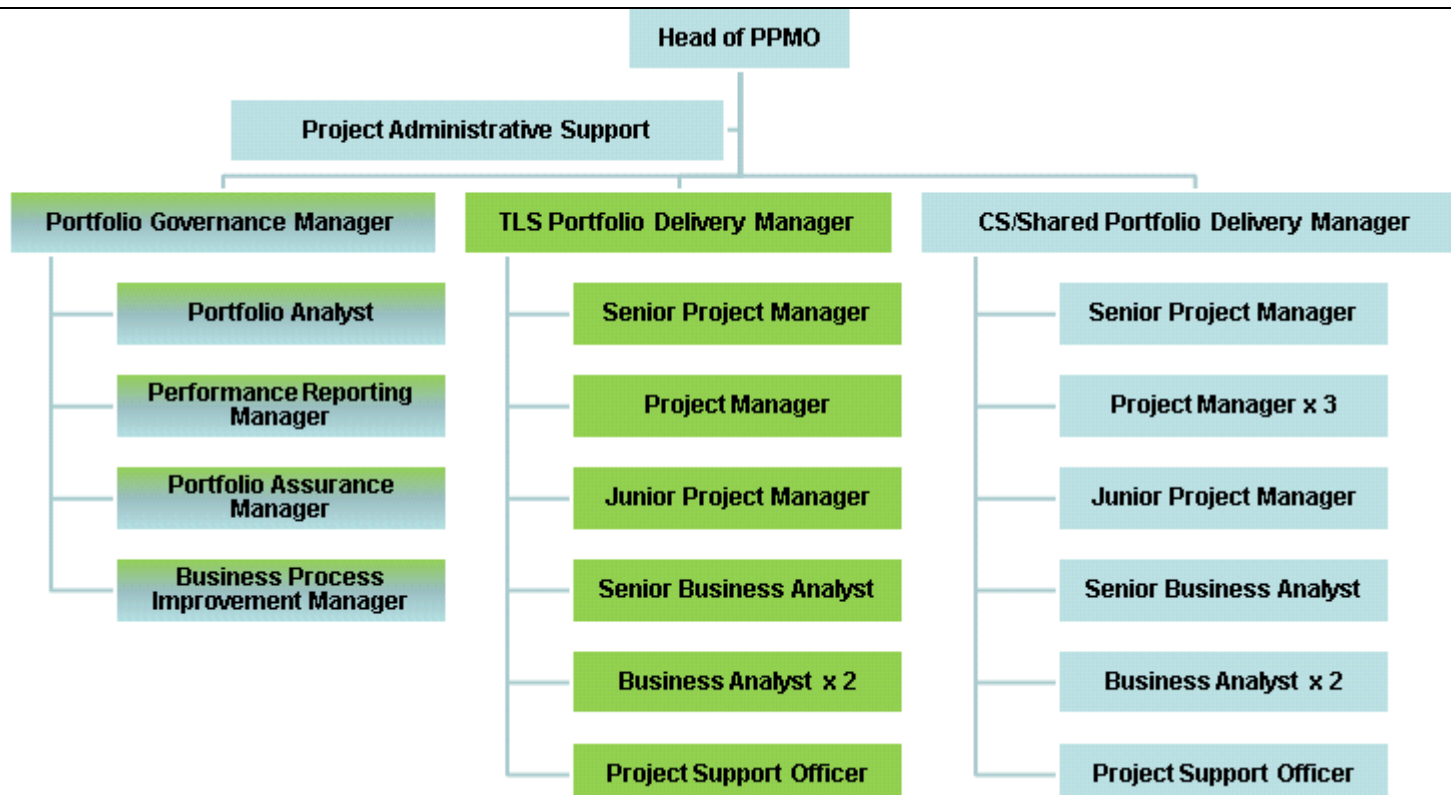 Head of PPMO
Project Administrative Support
Portfolio Governance Manager
Portfolio Analyst
Performance Reporting
Manager
Portfolio Assurance
Manager
Business Process
Improvement Manager
TLS Portfolio Delivery Manager
Senior Project Manager
Project Manager
Junior Project Manager
Senior Business Analyst
Business Analyst x 2
Project Support Officer
CS/Shared Portfolio Delivery Manager
Senior Project Manager
Project Manager x 3
Junior Project Manager
Senior Business Analyst
Business Analyst x 2
Project Support Officer